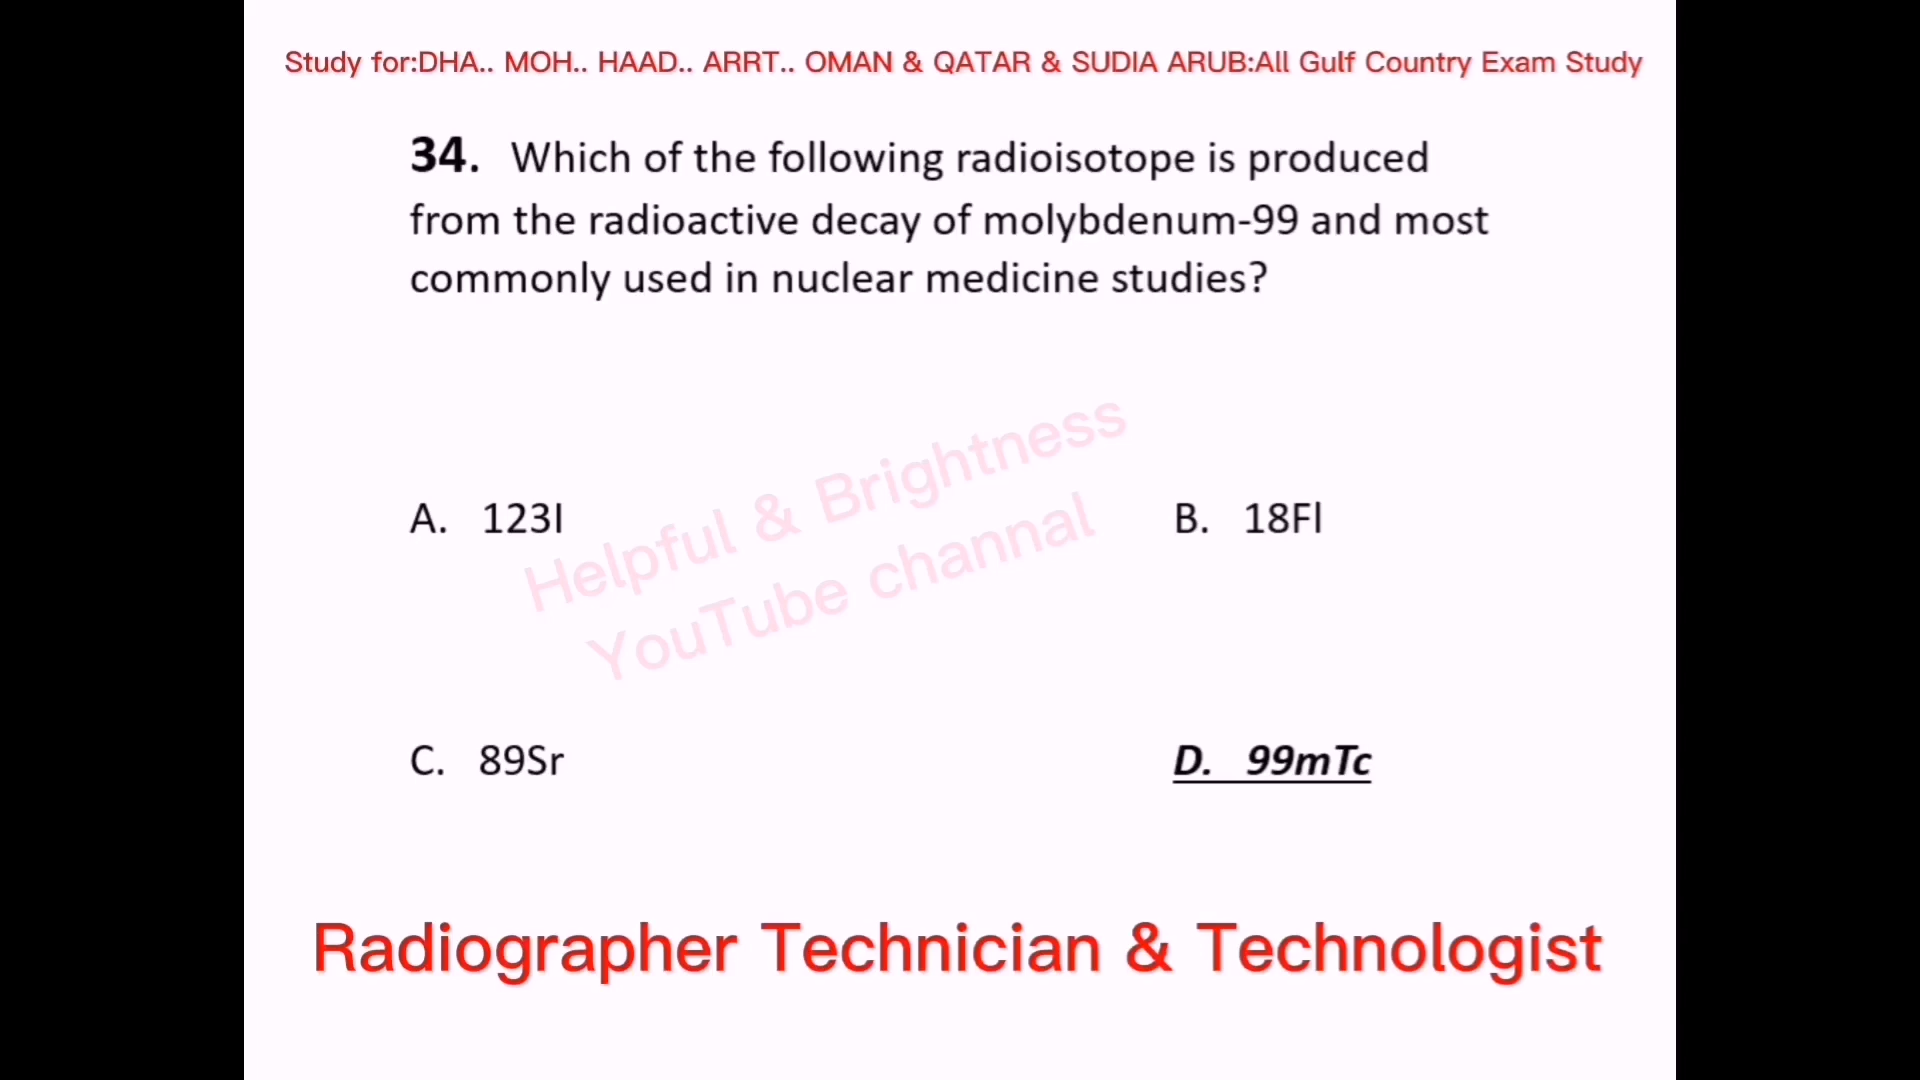 Study for:DHA.. MOH.. HAAD.. ARRT.. OMAN & QATAR & SUDIA ARUB:All Gulf Country Exam Study
34. Which of the following radioisotope is produced
from the radioactive decay of molybdenum-99 and most
commonly used in nuclear medicine studies?
Helpful & Brightness
YouTube channal
A. 123I
B. 18Fl
C. 89Sr
D. 99mTc
Radiographer Technician & Technologist